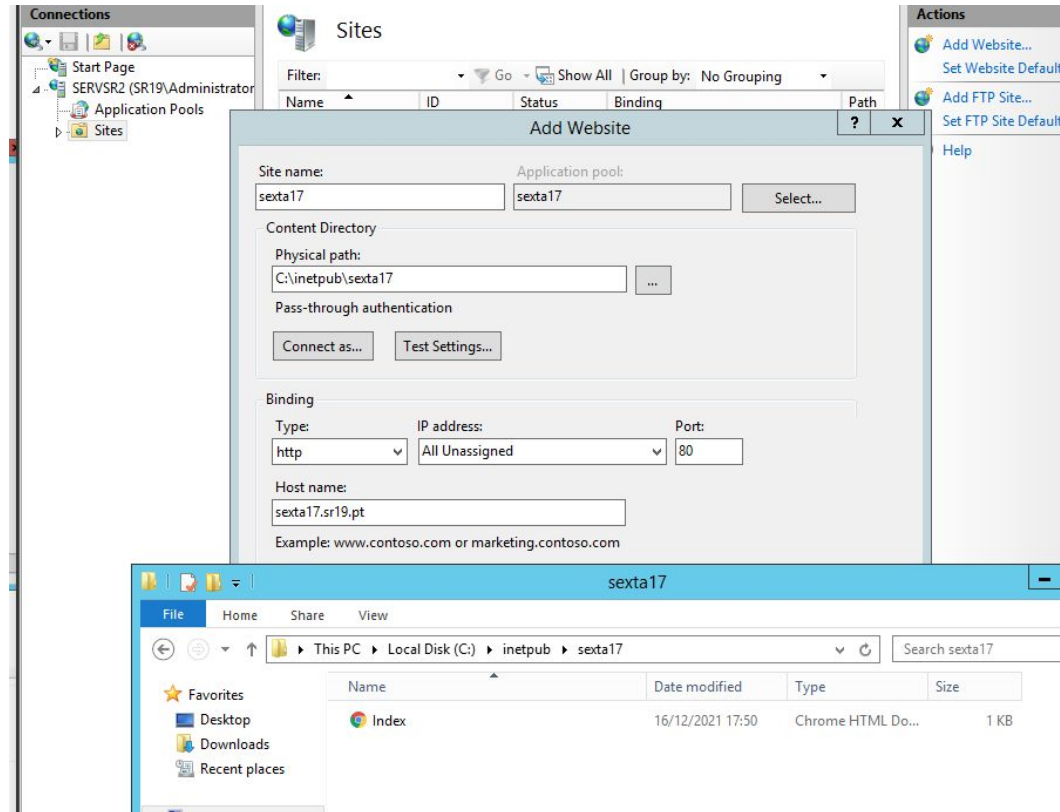 Connections
Start Page
SERVSR2 (SR19\Administrator
Application Pools
Sites
Sites
Filter: Go Show All Group by: No Grouping
Name ID Status Binding Path
Actions
Add Website...
Set Website Default
Add FTP Site...
Set FTP Site Default
Help
Add Website ? x
Site name: Application pool:
sexta17 sexta17 Select...
Content Directory
Physical path:
C:\inetpub\sexta17 ...
Pass-through authentication
Connect as... Test Settings...
Binding
Type: IP address: Port:
http All Unassigned 80
Host name:
sexta17.sr19.pt
Example: www.contoso.com or marketing.contoso.com
sexta17
File Home Share View
This PC Local Disk (C:) inetpub sexta17 Search sexta17
Favorites
Desktop
Downloads
Recent places
Name Date modified Type Size
Index 16/12/2021 17:50 Chrome HTML Do... 1 KB